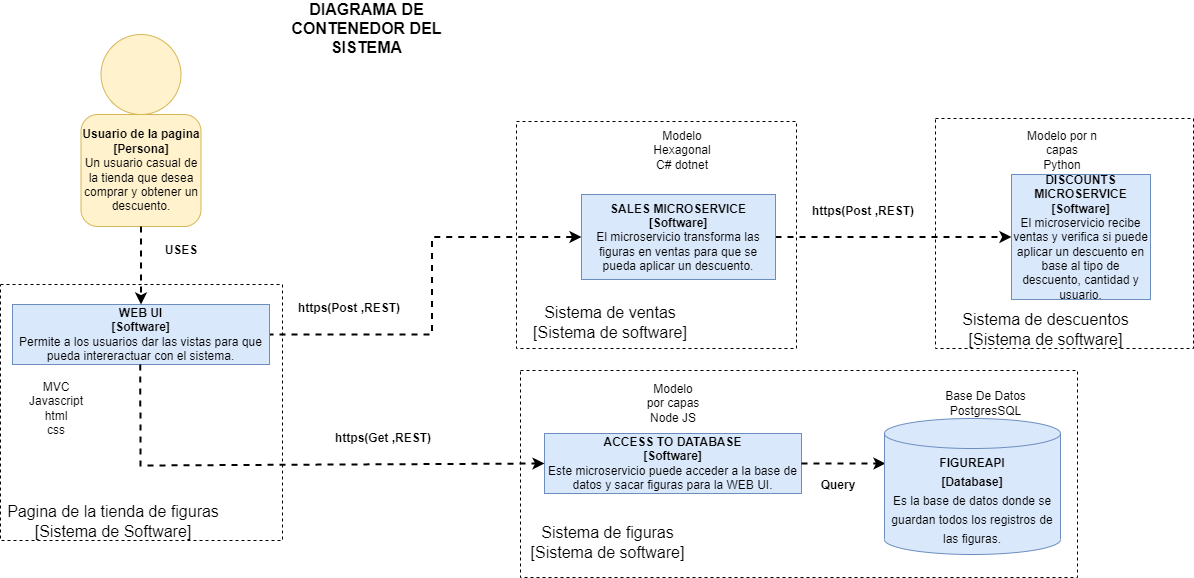 DIAGRAMA DE
CONTENEDOR DEL
SISTEMA
Usuario de la pagina
[Persona]
Un usuario casual de
la tienda que desea
comprar y obtener un
descuento.
USES
WEB UI
[Software]
Permite a los usuarios dar las vistas para que
pueda intereractuar con el sistema.
MVC
Javascript
html
css
Pagina de la tienda de figuras
[Sistema de Software]
https(Post ,REST)
https(Get ,REST)
Modelo
Hexagonal
C# dotnet
SALES MICROSERVICE
[Software]
El microservicio transforma las
figuras en ventas para que se
pueda aplicar un descuento.
Sistema de ventas
[Sistema de software]
https(Post ,REST)
Modelo por n
capas
Python
DISCOUNTS
MICROSERVICE
[Software]
El microservicio recibe
ventas y verifica si puede
aplicar un descuento en
base al tipo de
descuento, cantidad y
usuario.
Sistema de descuentos
[Sistema de software]
Modelo
por capas
Node JS
ACCESS TO DATABASE
[Software]
Este microservicio puede acceder a la base de
datos y sacar figuras para la WEB UI.
Query
Base De Datos
PostgresSQL
FIGUREAPI
[Database]
Es la base de datos donde se
guardan todos los registros de
las figuras.
Sistema de figuras
[Sistema de software]